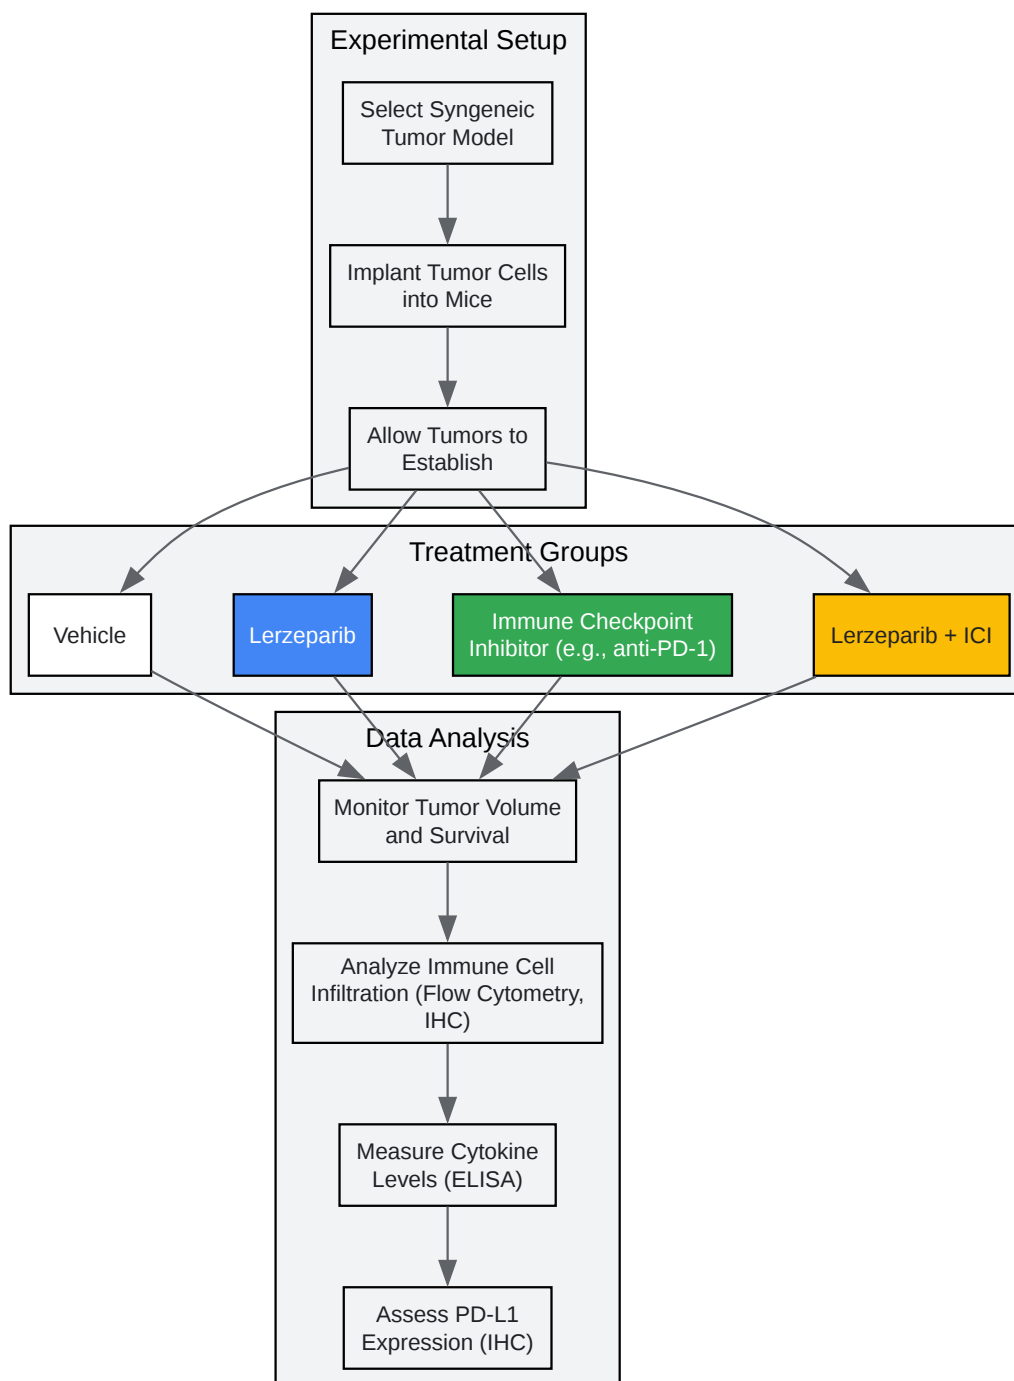 Experimental Setup
Select Syngeneic
Tumor Model
Implant Tumor Cells
into Mice
Allow Tumors to
Establish
Treatment Groups
Vehicle
Lerzeparib
Immune Checkpoint
Inhibitor (e.g., anti-PD-1)
Lerzeparib + ICI
Data Analysis
Monitor Tumor Volume
and Survival
Analyze Immune Cell
Infiltration (Flow Cytometry,
IHC)
Measure Cytokine
Levels (ELISA)
Assess PD-L1
Expression (IHC)